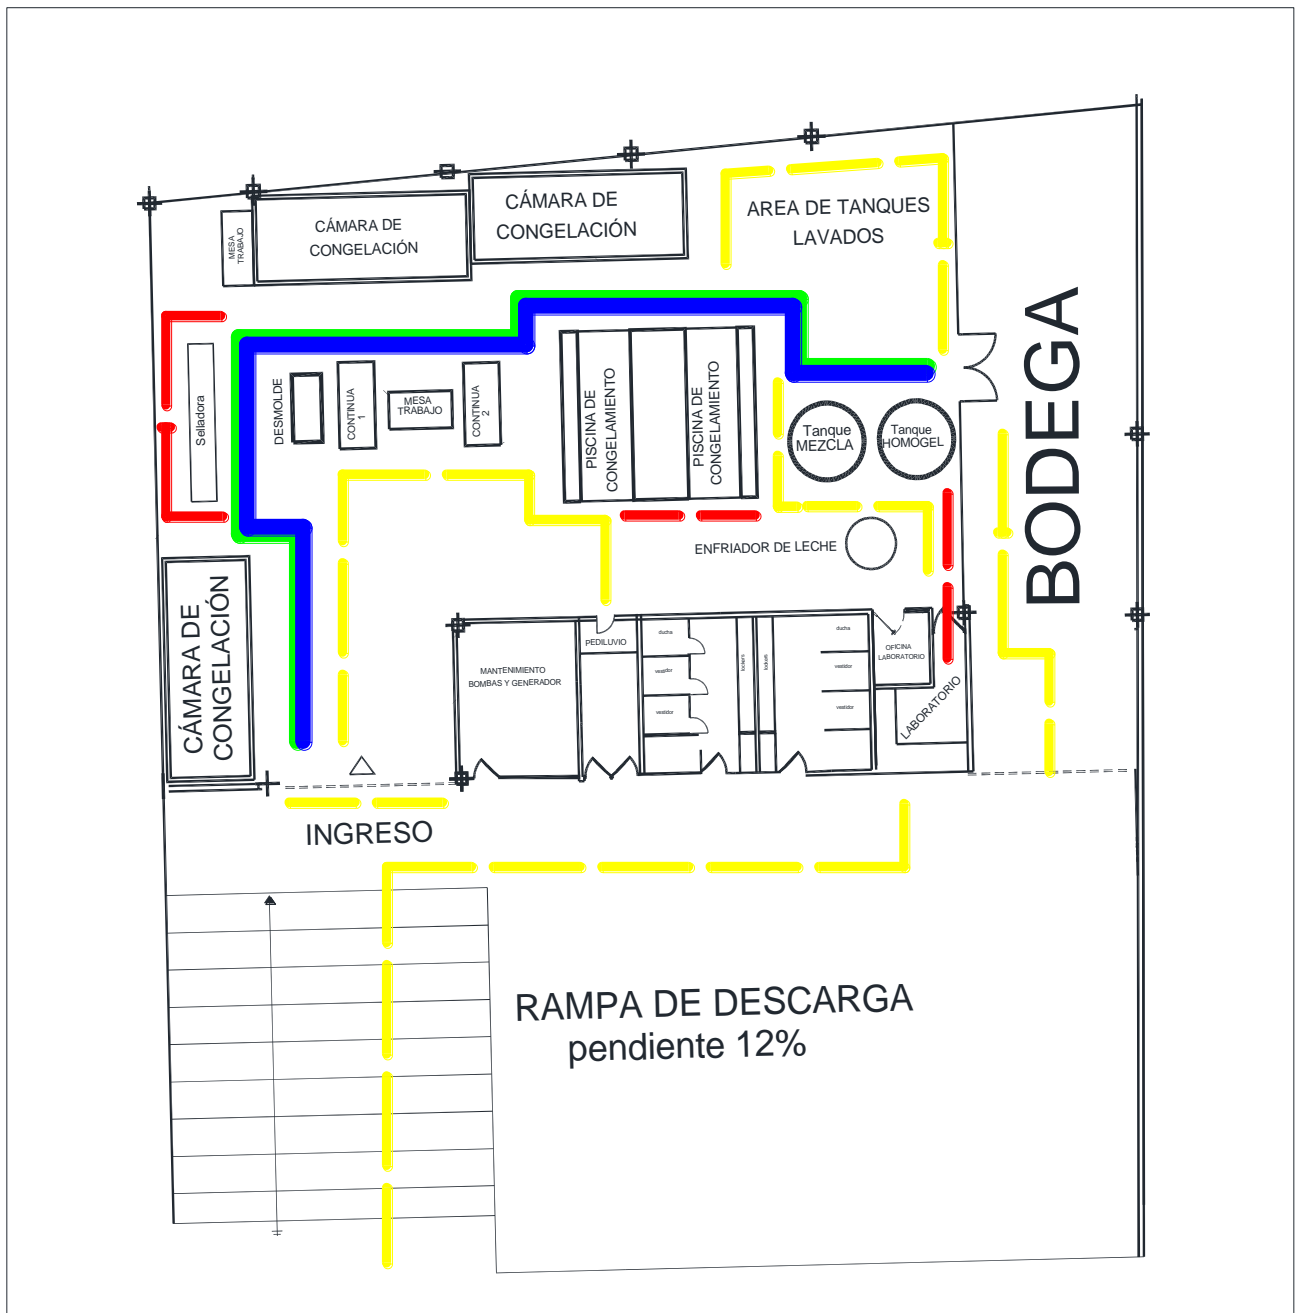 CÁMARA DE
CONGELACIÓN
CÁMARA DE
CONGELACIÓN
AREA DE TANQUES
LAVADOS
MESA
TRABAJO
BODEGA
Selladora
DESMOLDE
CONTINUA
1
MESA
TRABAJO
CONTINUA
2
PISCINA DE
CONGELAMIENTO
PISCINA DE
CONGELAMIENTO
Tanque
MEZCLA
Tanque
HOMOGEL
ENFRIADOR DE LECHE
CÁMARA DE
CONGELACIÓN
MANTENIMIENTO
BOMBAS Y GENERADOR
PEDILUVIO
ducha
vestidor
vestidor
lockers
lockers
ducha
vestidor
vestidor
OFICINA
LABORATORIO
LABORATORIO
INGRESO
RAMPA DE DESCARGA
pendiente 12%